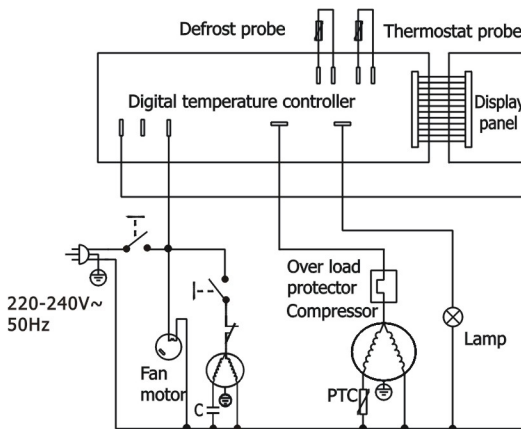 Defrost probe
Thermostat probe
Digital temperature controller
Display
panel
Over load
protector
Compressor
220-240V~
50Hz
Fan
motor
C
PTC
Lamp